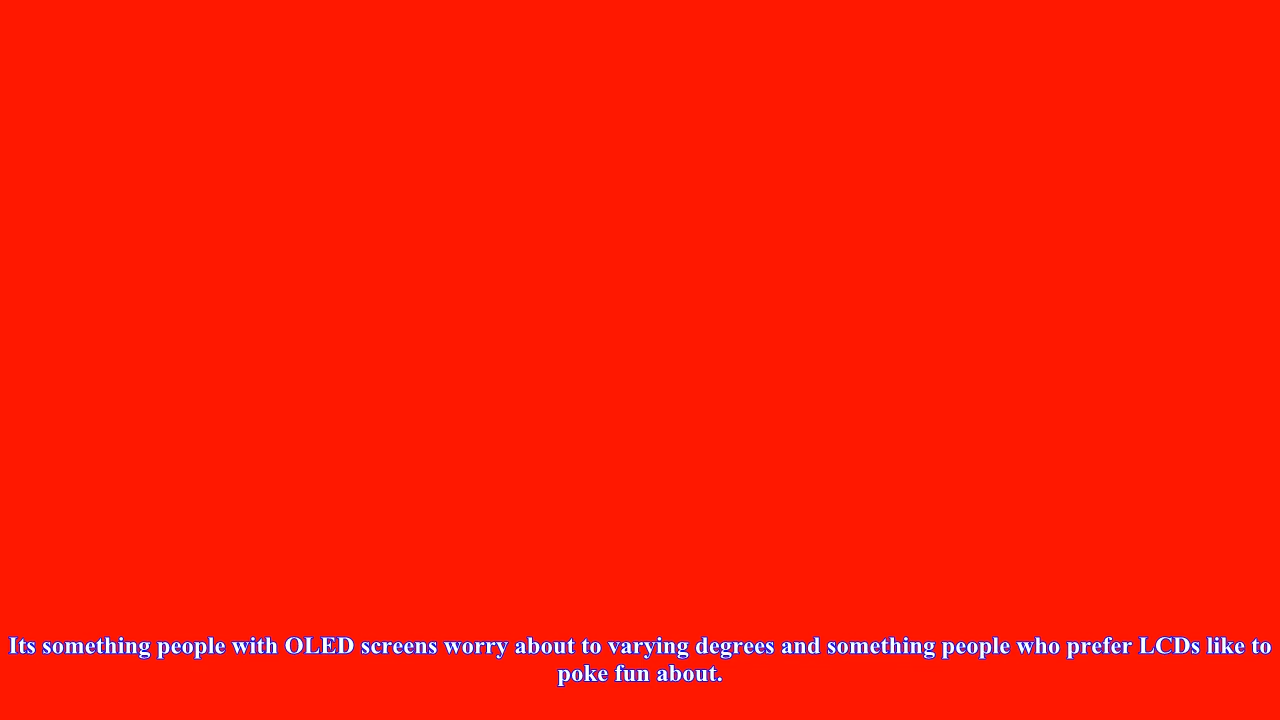 Its something people with OLED screens worry about to varying degrees and something people who prefer LCDs like to
poke fun about.